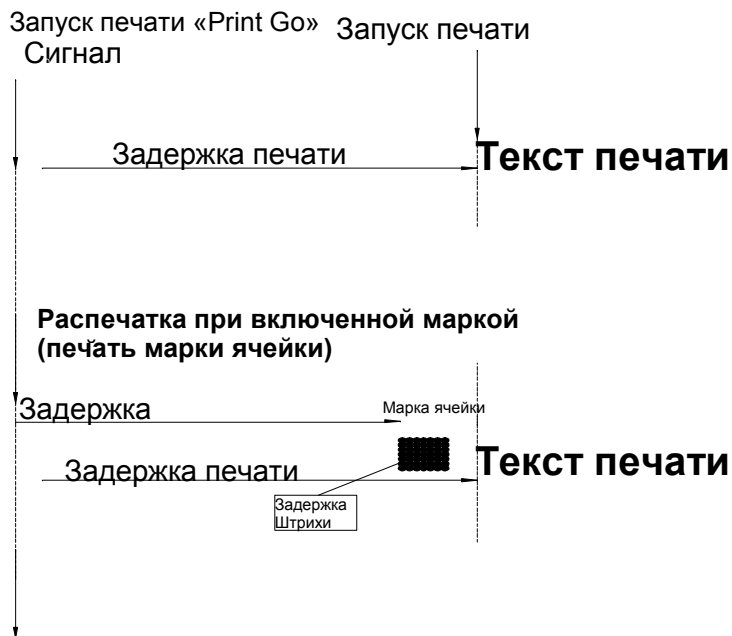 Запуск печати «Print Go»
Сигнал
Запуск печати
Задержка печати
Текст печати
Распечатка при включенной маркой
(печать марки ячейки)
Задержка
Марка ячейки
Задержка печати
Текст печати
Задержка
Штрихи